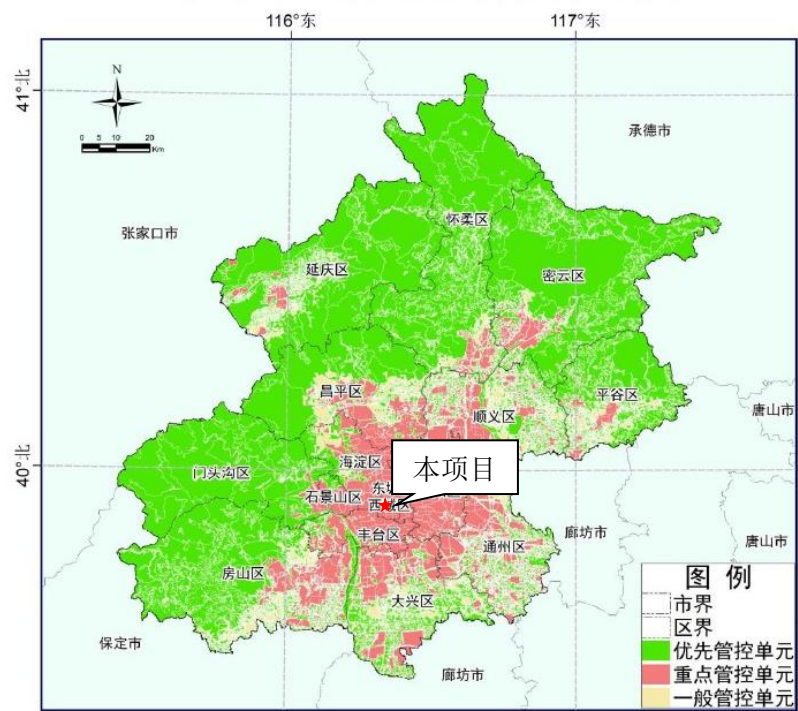 116°东
117°东
41°北
N
0 5 10 20
Km
承德市
张家口市
怀柔区
延庆区
密云区
昌平区
平谷区
顺义区
唐山市
海淀区
本项目
门头沟区
石景山区
东城
西城区
40°北
丰台区
通州区
廊坊市
唐山市
房山区
大兴区
保定市
廊坊市
图 例
市界
区界
优先管控单元
重点管控单元
一般管控单元